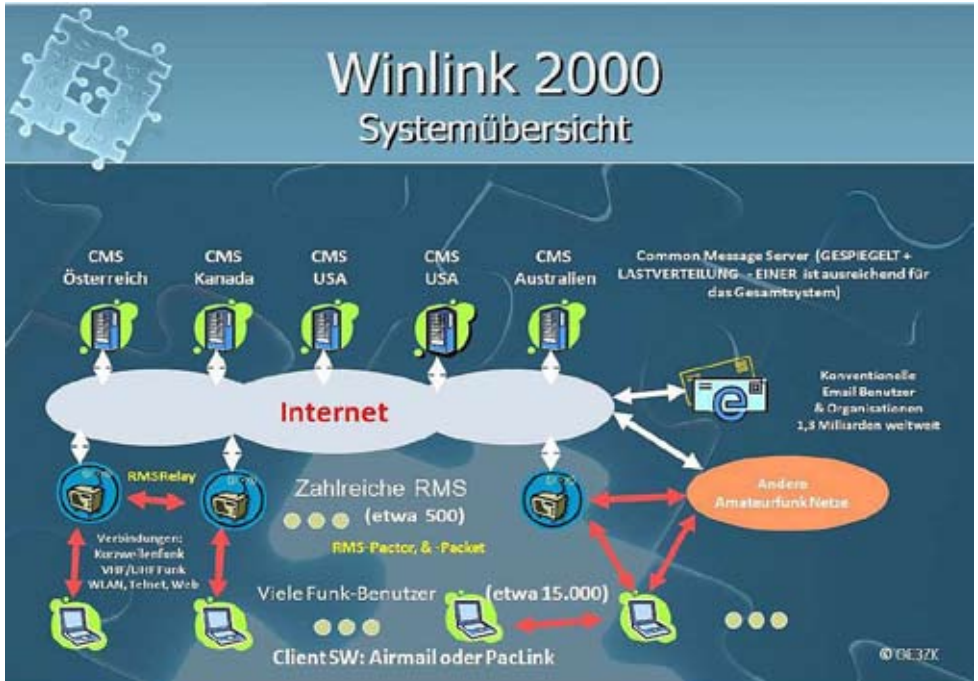 Winlink 2000
Systemübersicht
CMS
Österreich
CMS
Kanada
CMS
USA
CMS
USA
CMS
Australien
Common Message Server (GESPIEGELT +
LASTVERTEILUNG - EINER ist ausreichend für
das Gesamtsystem)
Internet
Konventionelle
Email Benutzer
& Organisationen
1,3 Milliarden weltweit
RMSRelay
Zahlreiche RMS
(etwa 500)
RMS-Pactor, & -Packet
Andere
Amateurfunk Netze
Verbindungen:
Kurzwellenfunk
VHF/UHF Funk
WLAN, Telnet, Web
Viele Funk-Benutzer (etwa 15.000)
Client SW: Airmail oder PacLink
© OE3ZK